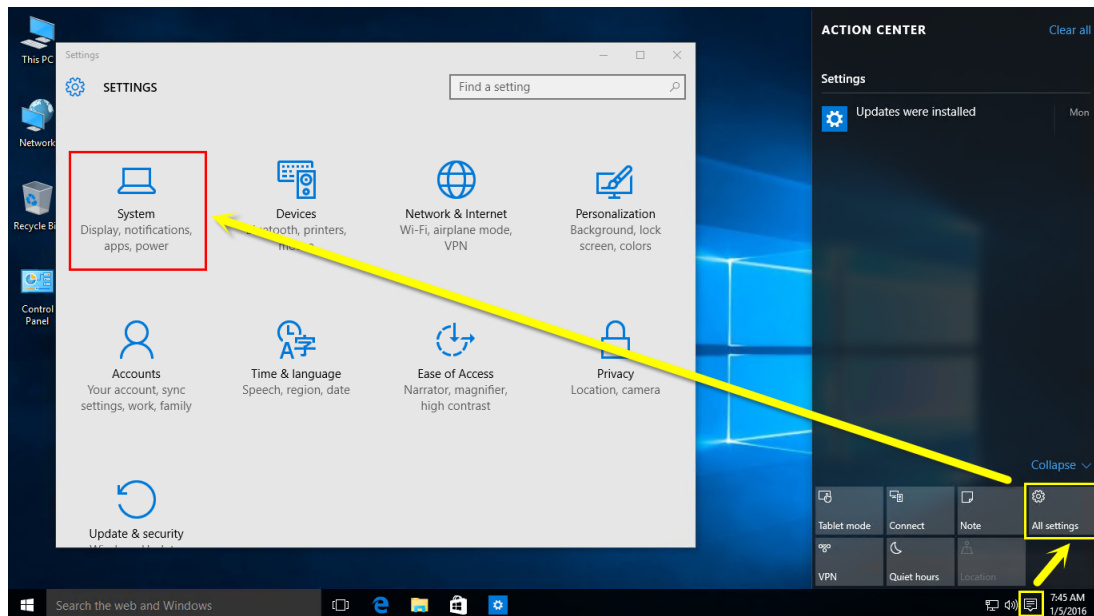 This PC
Network
Recycle Bi
Control
Panel
Settings
SETTINGS
Find a setting
System
Display, notifications,
apps, power
Devices
printers,
Network & Internet
Wi-Fi, airplane mode,
VPN
Personalization
Background, lock
screen, colors
Accounts
Your account, sync
settings, work, family
Time & language
Speech, region, date
A字
Ease of Access
Narrator, magnifier,
high contrast
Privacy
Location, camera
Update & security
ACTION CENTER
Clear all
Settings
Updates were installed
Mon
Collapse
Tablet mode
Connect
Note
All settings
VPN
Quiet hours
Location
Search the web and Windows
7:45 AM
1/5/2016